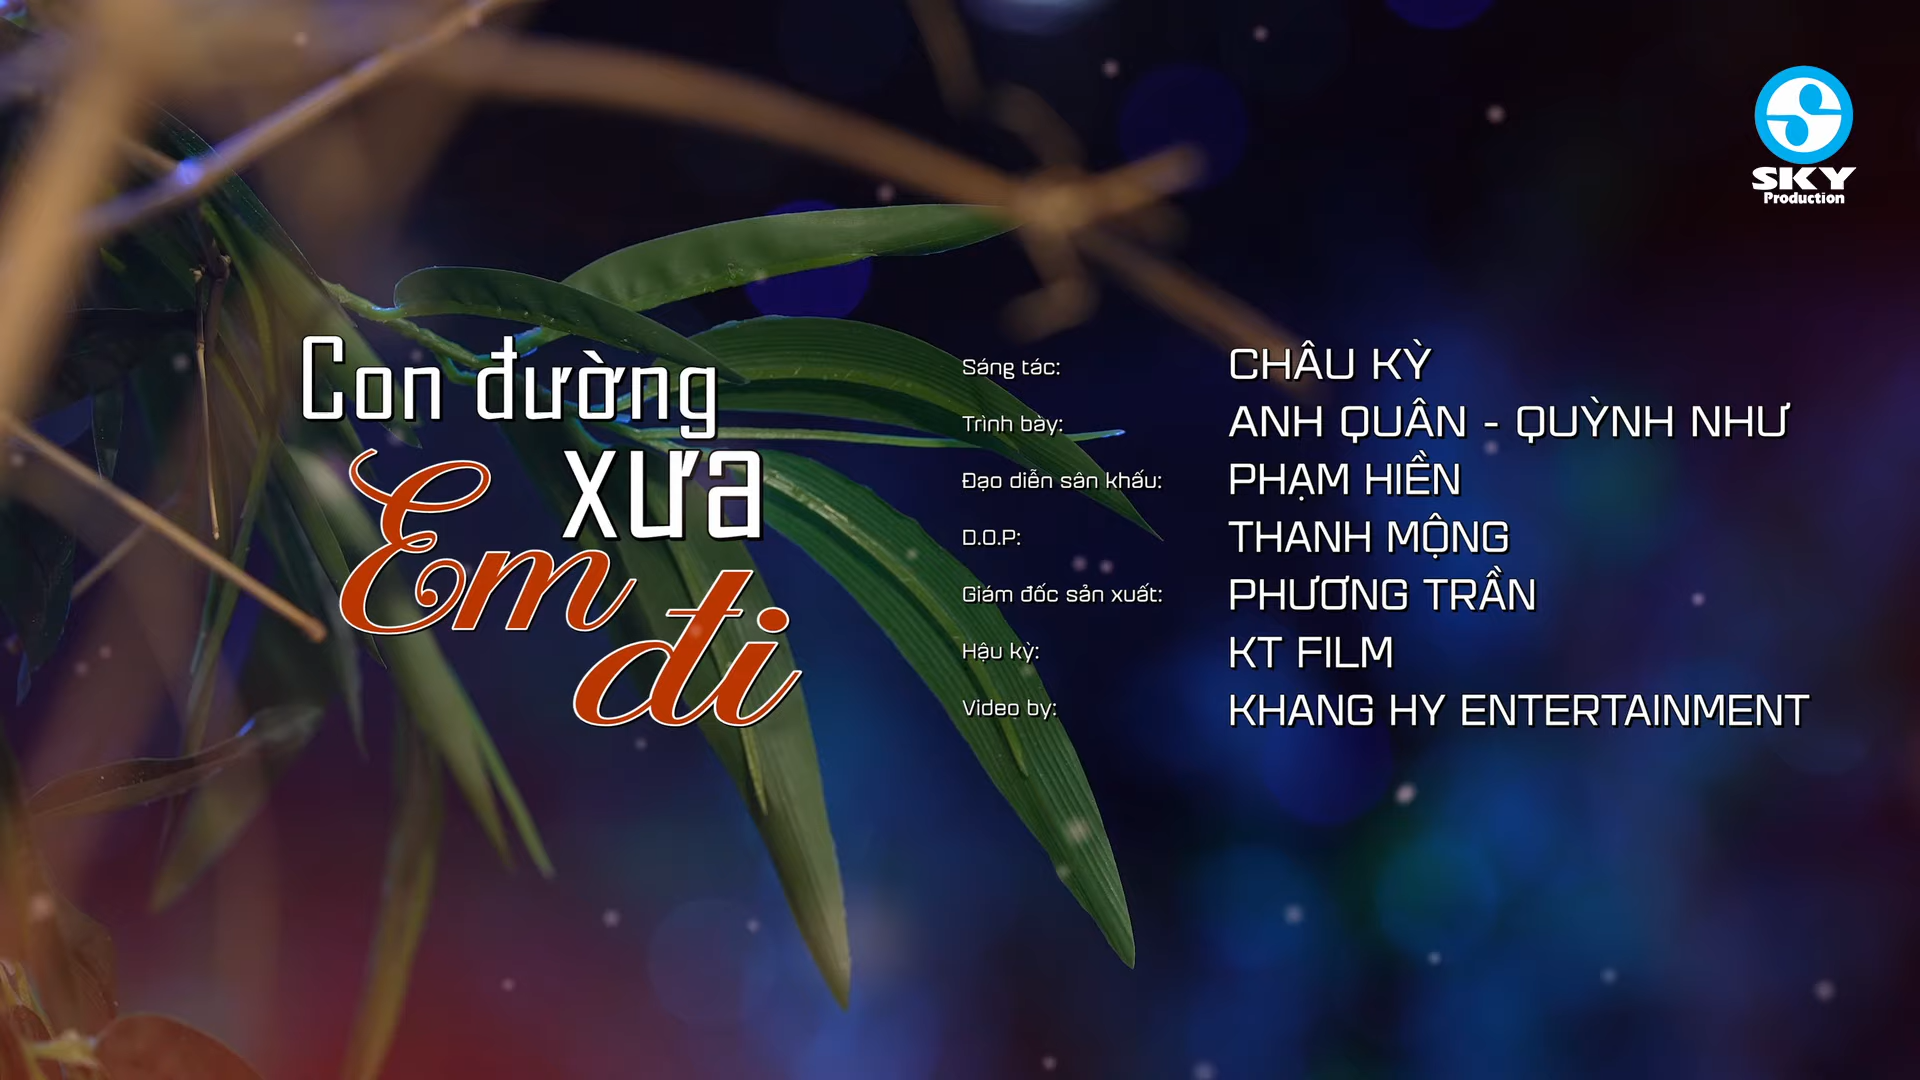 Con đường
xưa
Em
đi
Sáng tác: CHÂU KỲ
Trình bày: ANH QUÂN - QUỲNH NHƯ
Đạo diễn sân khấu: PHẠM HIỀN
D.O.P: THANH MỘNG
Giám đốc sản xuất: PHƯƠNG TRẦN
Hậu kỳ: KT FILM
Video by: KHANG HY ENTERTAINMENT
SKY
Production